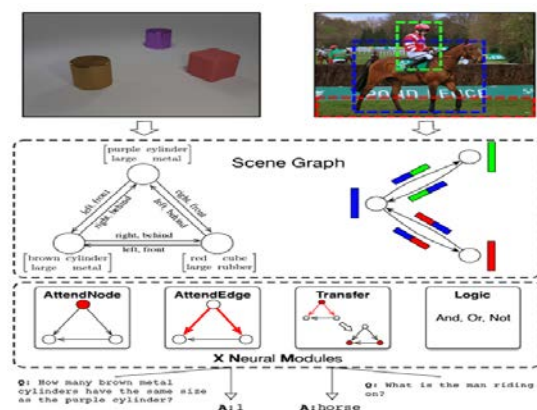 POND FENCE
Scene Graph
[purple cylinder
large metal]
left, front
right, behind
right, front
left, behind
right, behind
left, front
[brown cylinder
large metal]
[red cube
large rubber]
AttendNode
AttendEdge
Transfer
Logic
And, Or, Not
X Neural Modules
Q: How many brown metal
cylinders have the same size
as the purple cylinder?
Q: What is the man riding
on?
A:1
A:horse